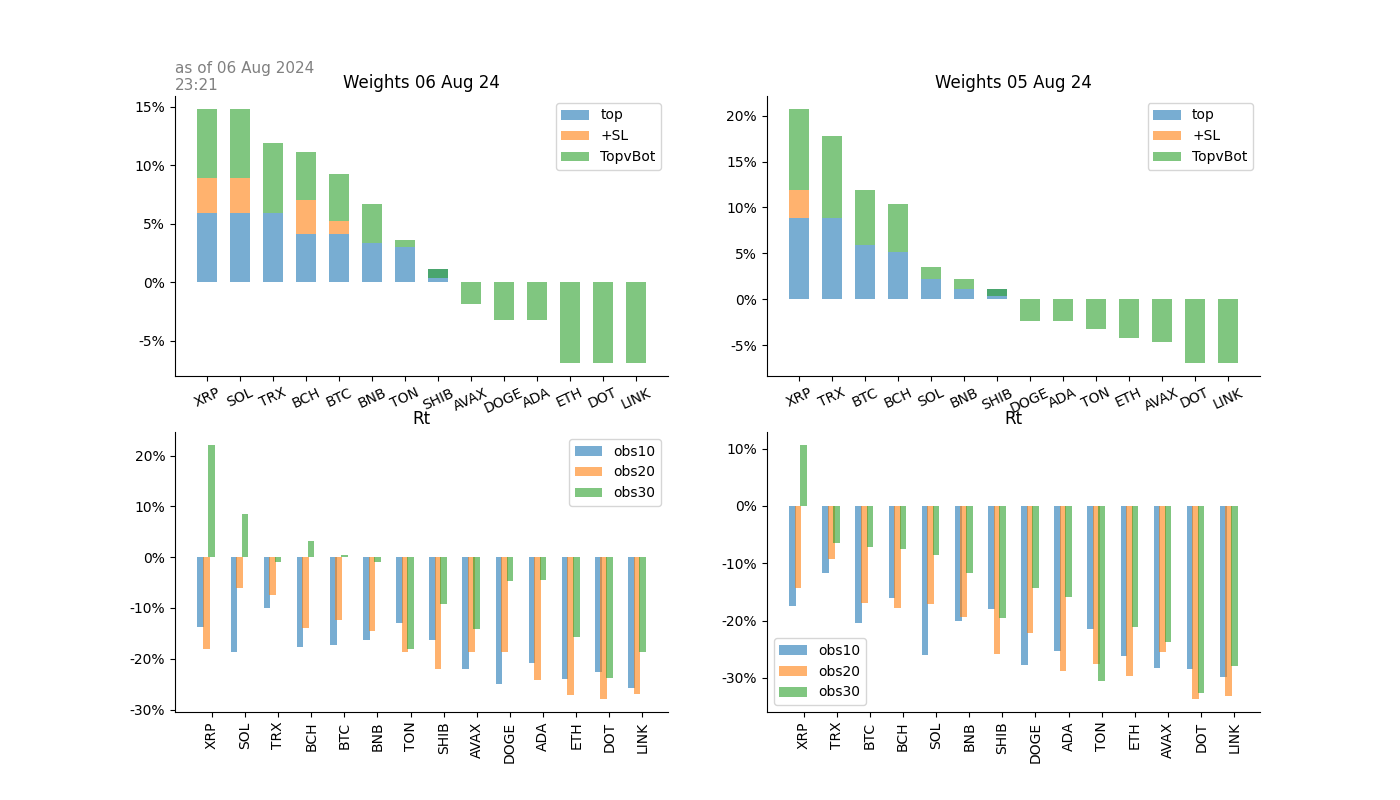 as of 06 Aug 2024
23:21
Weights 06 Aug 24
15%
10%
5%
0%
-5%
top
+SL
TopvBot
XRP SOL TRX BCH BTC BNB TON SHIB AVAX DOGE ADA ETH DOT LINK
Weights 05 Aug 24
20%
15%
10%
5%
0%
-5%
top
+SL
TopvBot
XRP TRX BTC BCH SOL BNB SHIB DOGE ADA TON ETH AVAX DOT LINK
Rt
20%
10%
0%
-10%
-20%
-30%
obs10
obs20
obs30
XRP SOL TRX BCH BTC BNB TON SHIB AVAX DOGE ADA ETH DOT LINK
Rt
10%
0%
-10%
-20%
-30%
obs10
obs20
obs30
XRP TRX BTC BCH SOL BNB SHIB DOGE ADA TON ETH AVAX DOT LINK